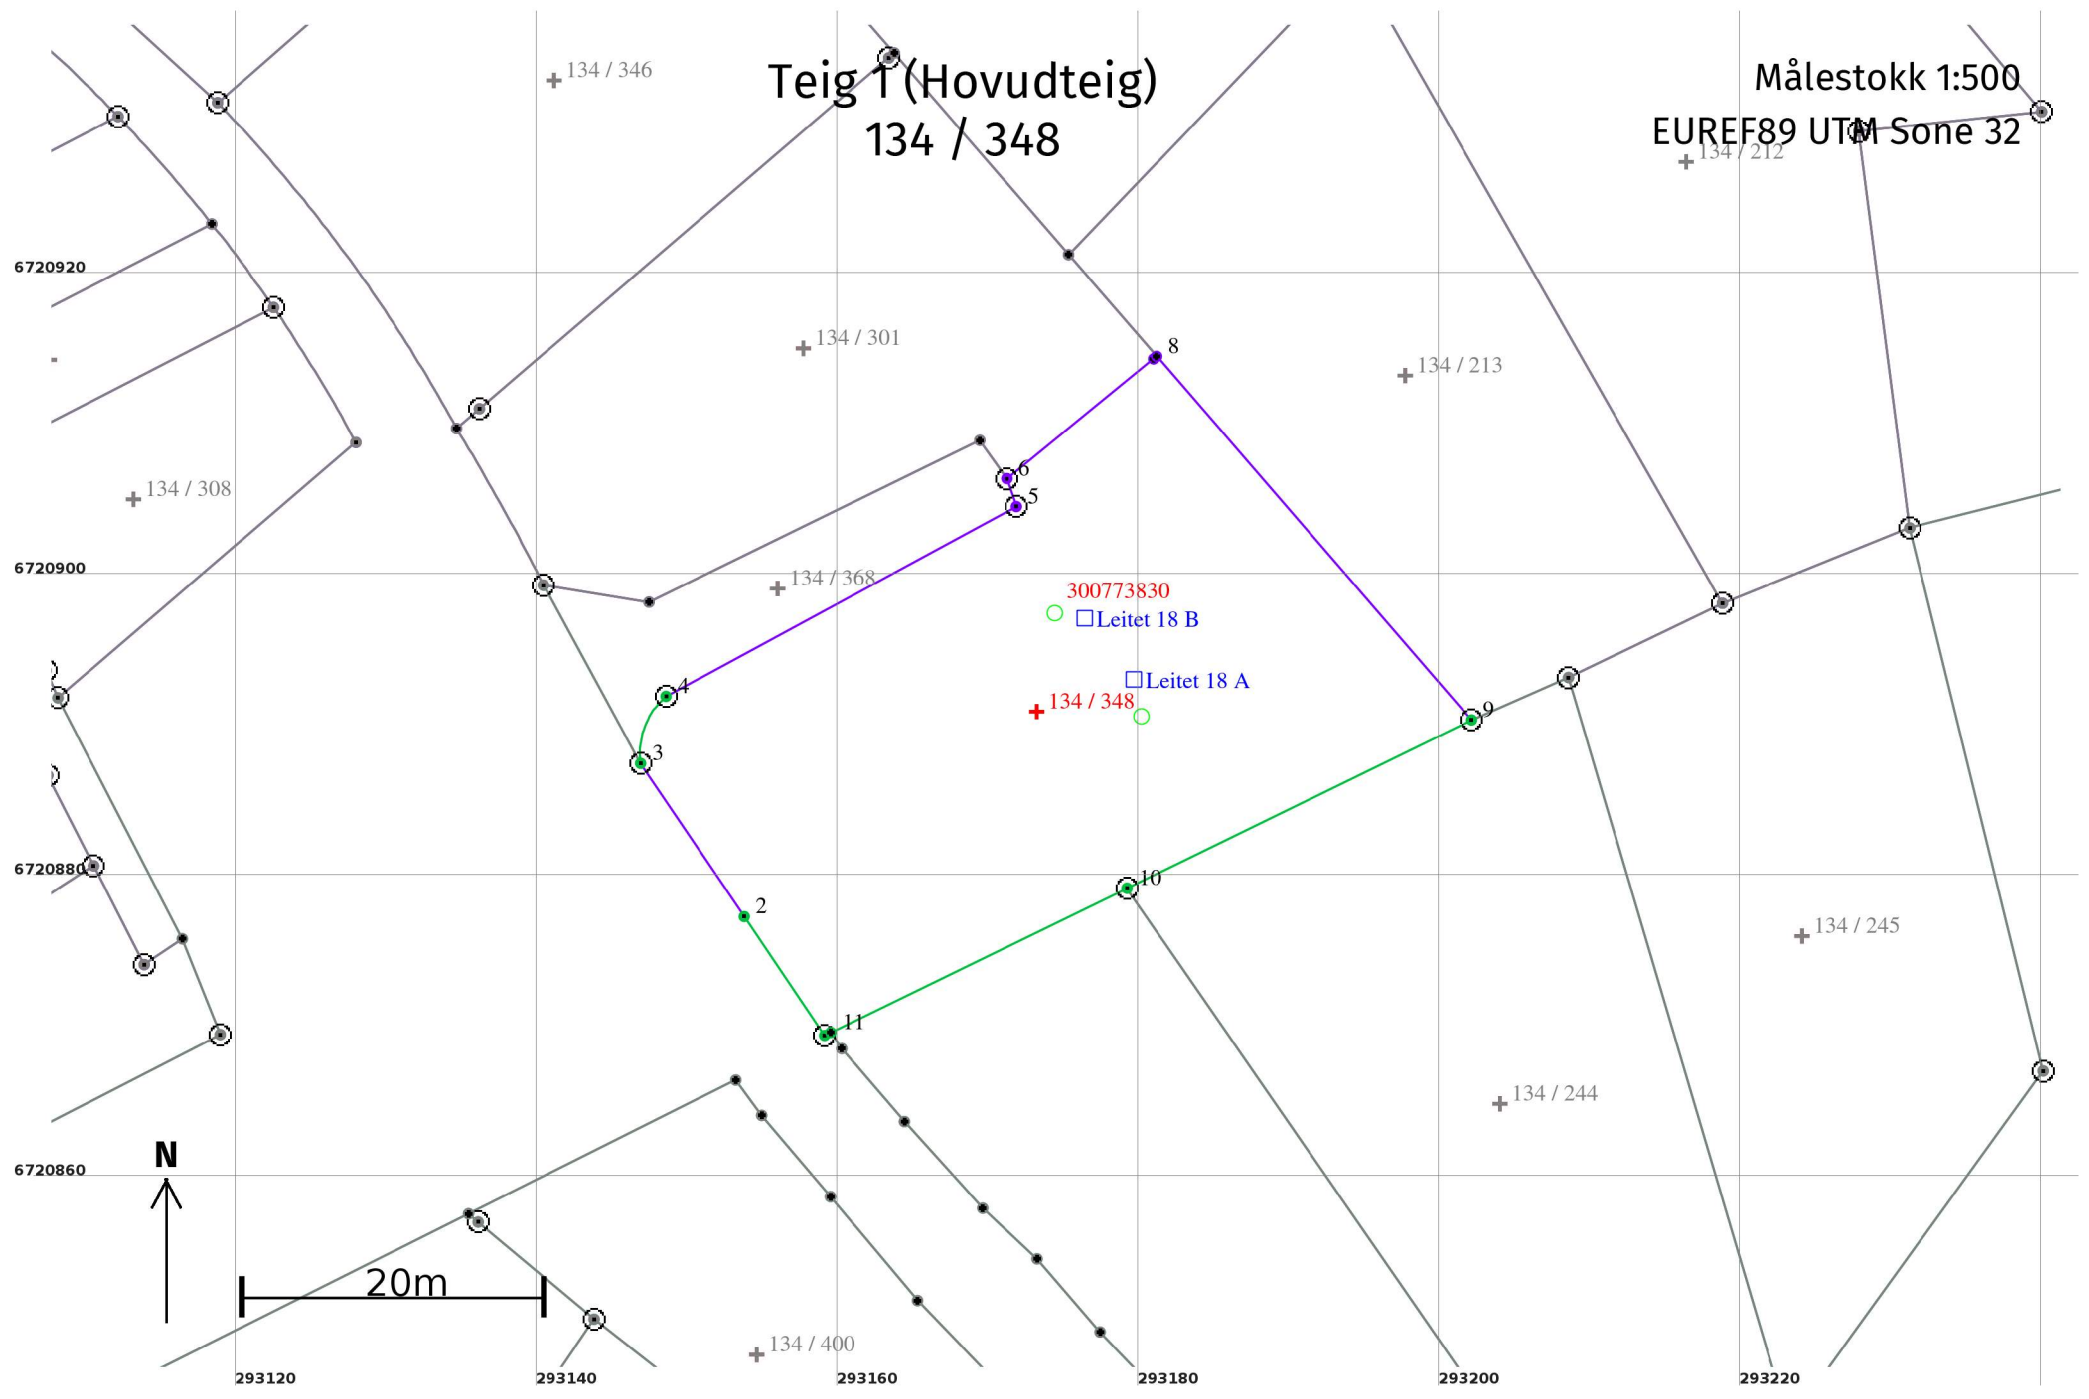 Teig 1 (Hovudteig)
134 / 348
Målestokk 1:500
EUREF89 UTM Sone 32
134 / 346
134 / 212
6720920
134 / 301
8
134 / 213
6
5
134 / 308
6720900
134 / 368
300773830
Leitet 18 B
4
Leitet 18 A
134 / 348
9
3
6720880
10
2
134 / 245
11
134 / 244
N
6720860
20m
134 / 400
293120
293140
293160
293180
293200
293220